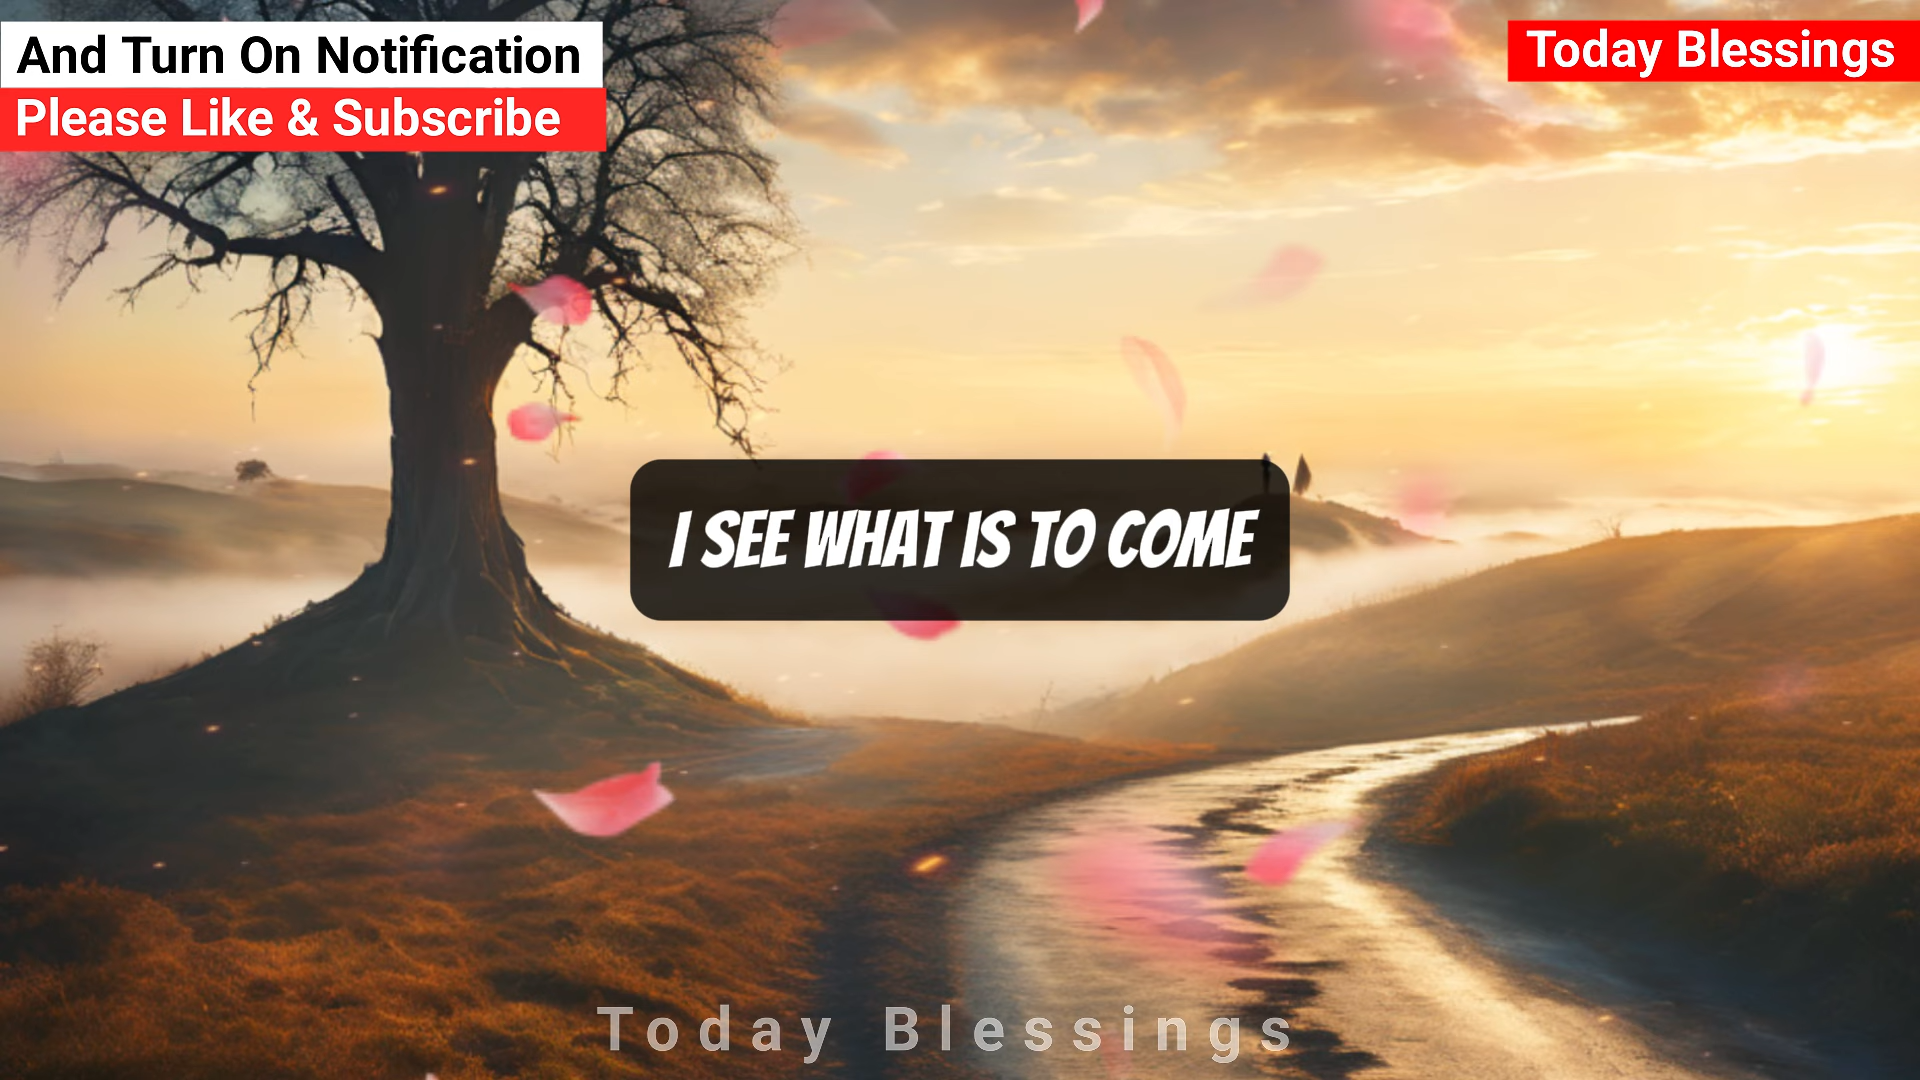 And Turn On Notification
Please Like & Subscribe
Today Blessings
I SEE WHAT IS TO COME
Today Blessings